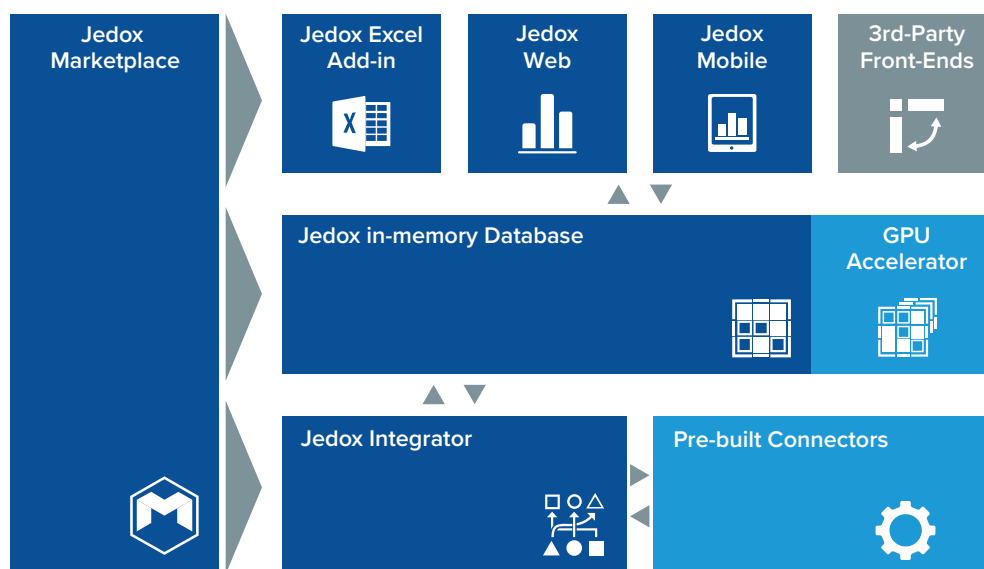 Jedox
Marketplace
Jedox Excel
Add-in
X
Jedox
Web
Jedox
Mobile
3rd-Party
Front-Ends
Jedox in-memory Database
GPU
Accelerator
Jedox Integrator
Pre-built Connectors